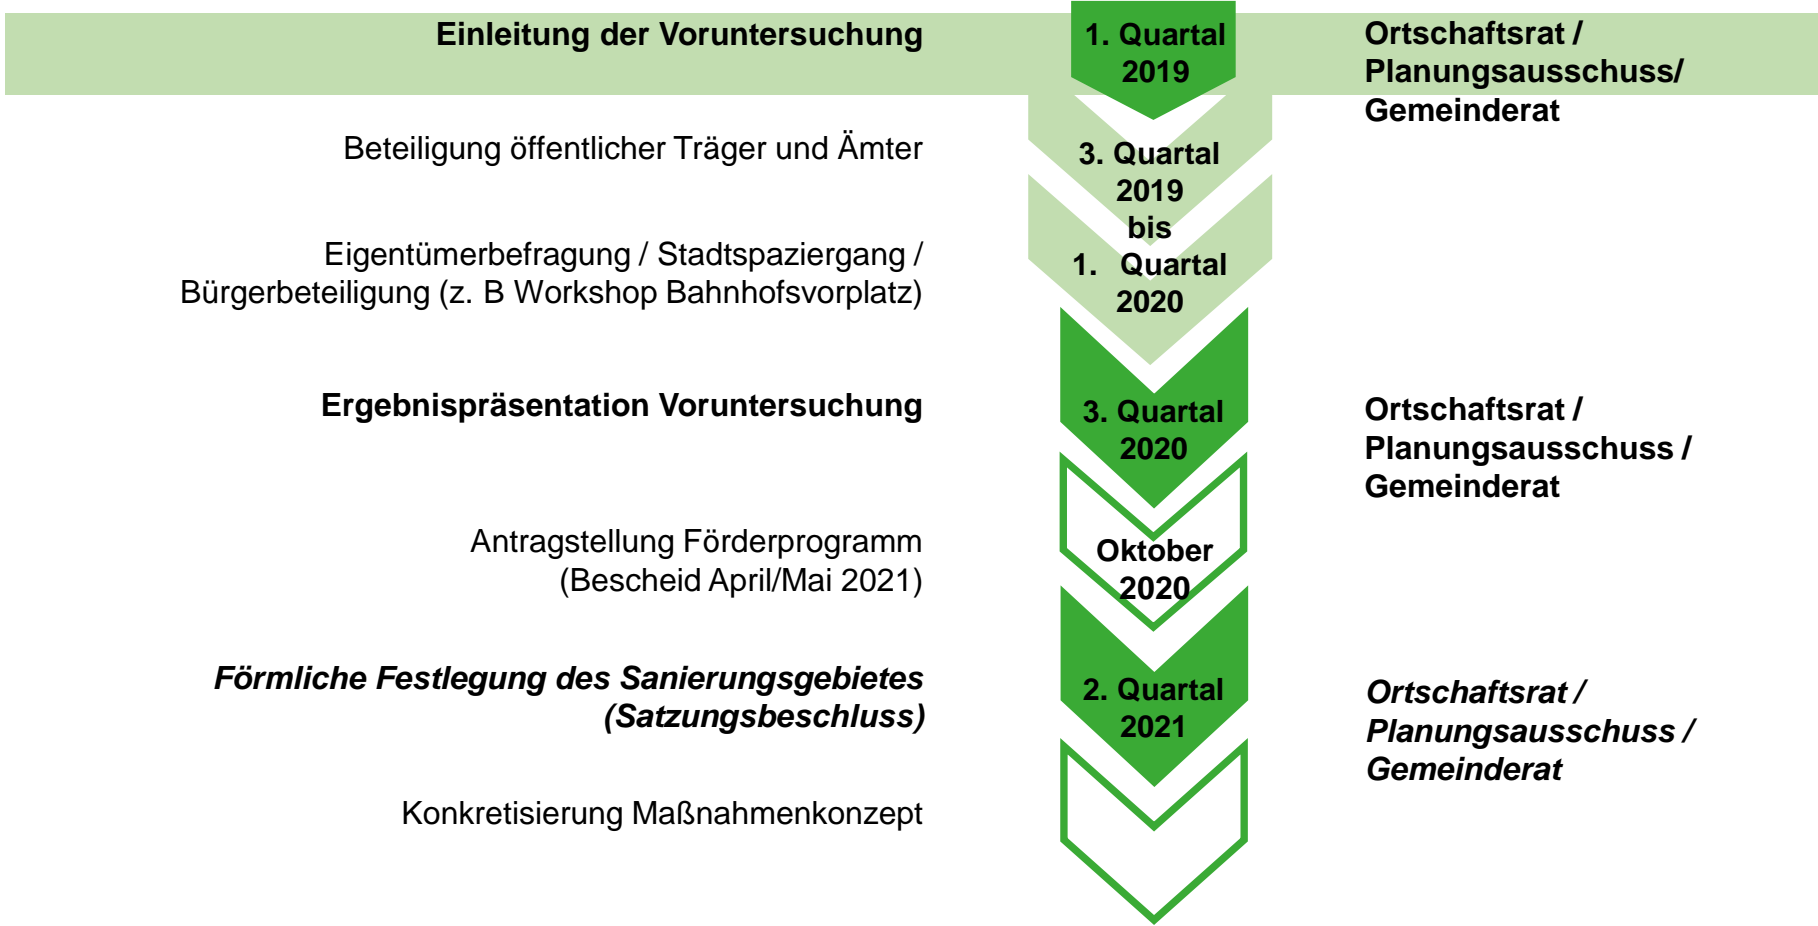 Einleitung der Voruntersuchung
1. Quartal
2019
Ortschaftsrat /
Planungsausschuss/
Gemeinderat
Beteiligung öffentlicher Träger und Ämter
3. Quartal
2019
bis
1. Quartal
2020
Eigentümerbefragung / Stadtspaziergang /
Bürgerbeteiligung (z. B Workshop Bahnhofsvorplatz)
Ergebnispräsentation Voruntersuchung
3. Quartal
2020
Ortschaftsrat /
Planungsausschuss /
Gemeinderat
Antragstellung Förderprogramm
(Bescheid April/Mai 2021)
Oktober
2020
Förmliche Festlegung des Sanierungsgebietes
(Satzungsbeschluss)
2. Quartal
2021
Ortschaftsrat /
Planungsausschuss /
Gemeinderat
Konkretisierung Maßnahmenkonzept